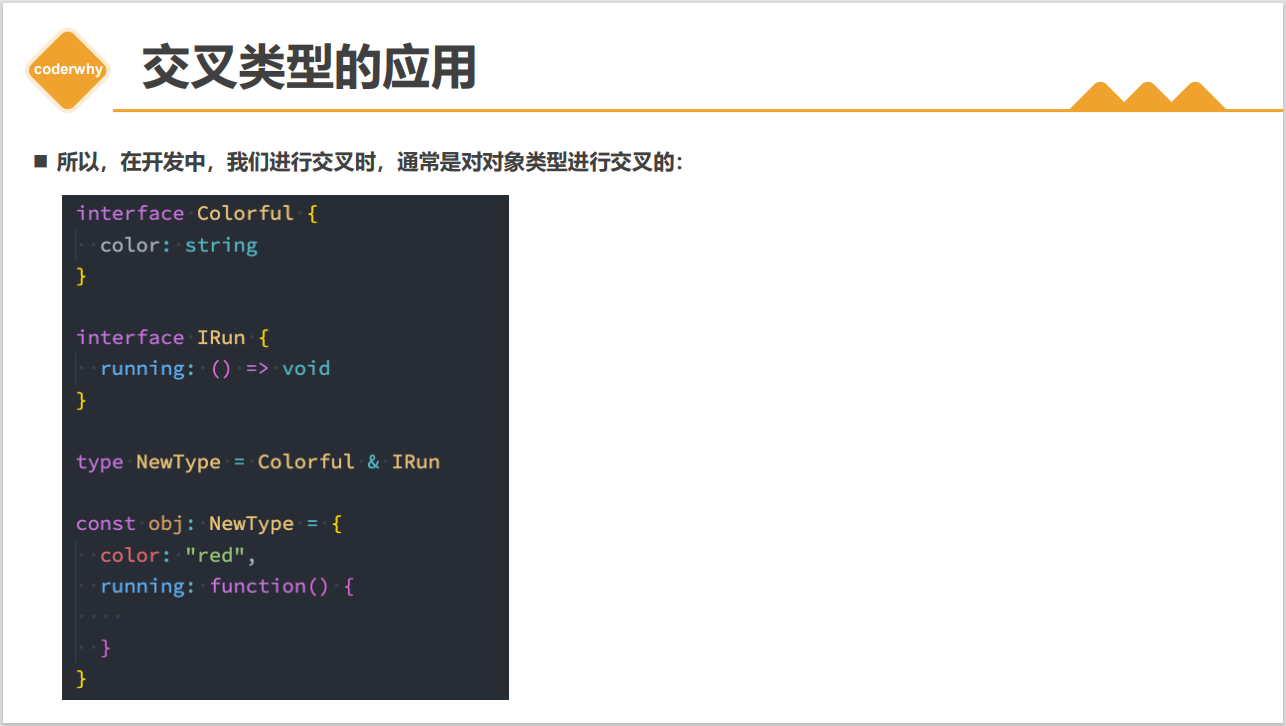 coderwhy
交叉类型的应用
所以，在开发中，我们进行交叉时，通常是对对象类型进行交叉的：
interface Colorful {
  color: string
}
interface IRun {
  running: () => void
}
type NewType = Colorful & IRun
const obj: NewType = {
  color: "red",
  running: function() {
  }
}